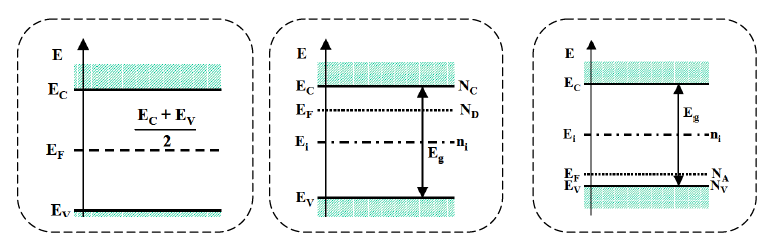 E
E_C
E_C + E_V
2
E_F
E_V
E
E_C N_C
E_F N_D
E_i n_i
E_g
E_V
E
E_C
E_g
E_i n_i
E_F N_A
E_V N_V